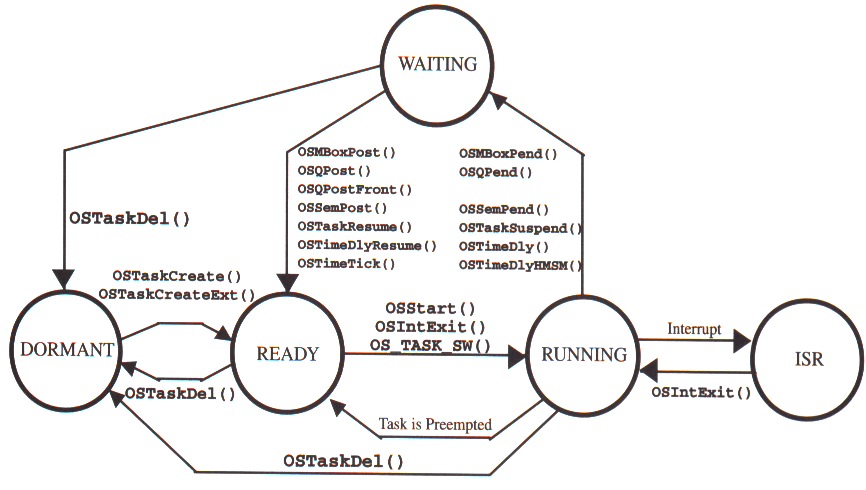 WAITING
OSMBoxPost()
OSQPost()
OSQPostFront()
OSSemPost()
OSTaskResume()
OSTimeDlyResume()
OSTimeTick()
OSMBoxPend()
OSQPend()
OSSemPend()
OSTaskSuspend()
OSTimeDly()
OSTimeDlyHMSM()
OSTaskDel()
OSTaskCreate()
OSTaskCreateExt()
OSStart()
OSIntExit()
OS_TASK_SW()
DORMANT
READY
RUNNING
Interrupt
ISR
OSIntExit()
OSTaskDel()
Task is Preempted
OSTaskDel()